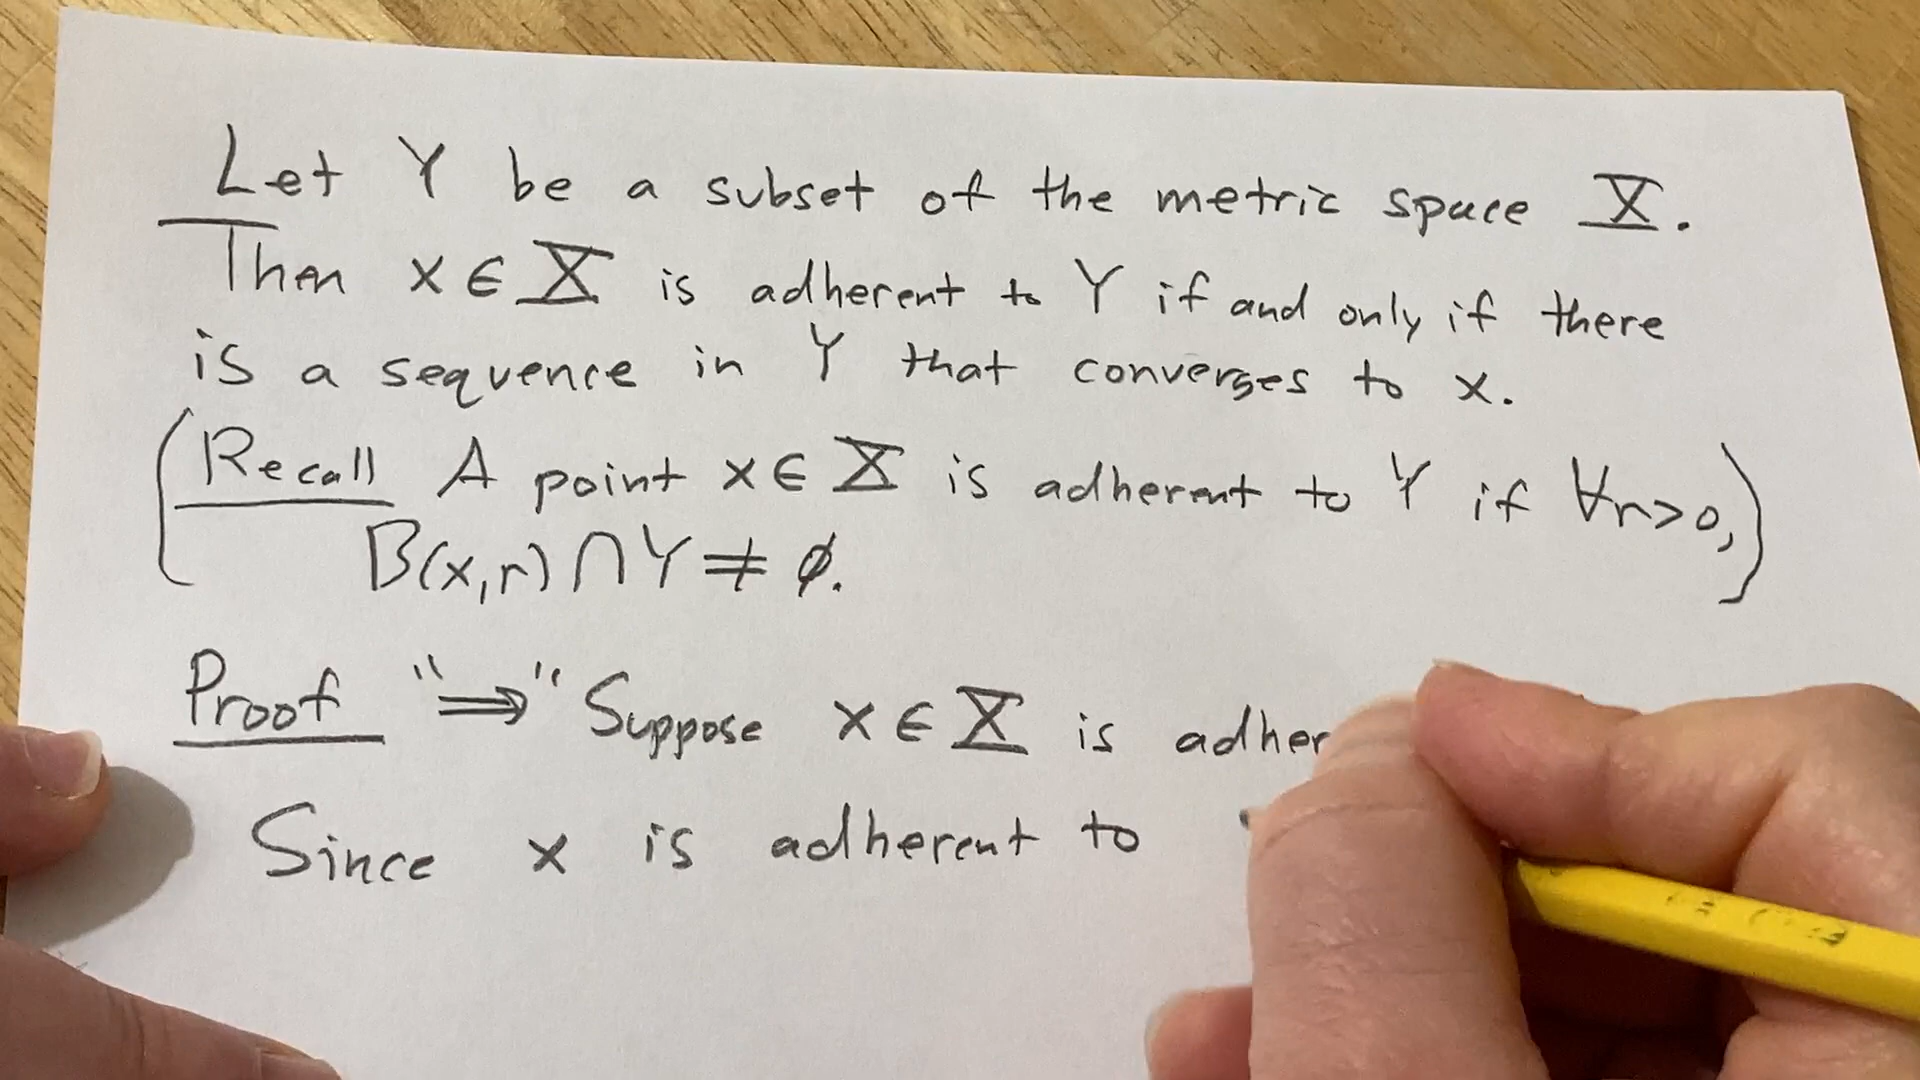 Let Y be a subset of the metric space X.
Then x ∈ X is adherent to Y if and only if there
is a sequence in Y that converges to x.
(Recall A point x ∈ X is adherent to Y if ∀r>0,)
B(x,r) ∩ Y ≠ ∅.
Proof "⇒" Suppose x ∈ X is adher
Since x is adherent to